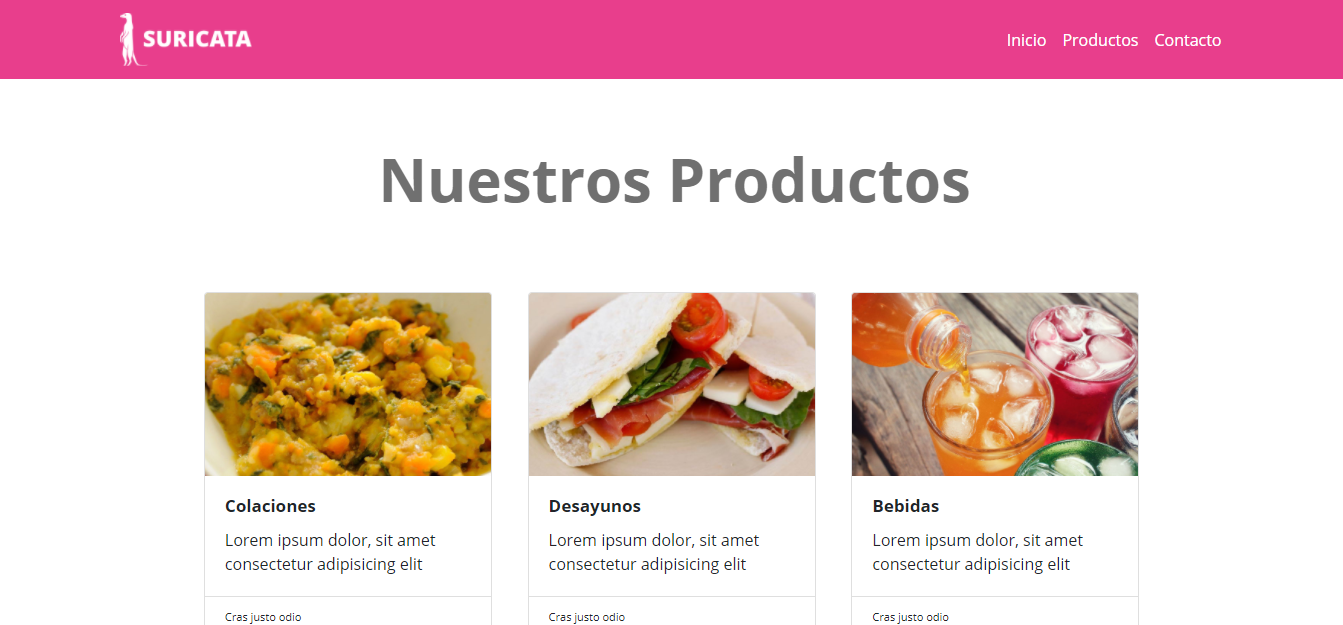 SURICATA
Inicio Productos Contacto
Nuestros Productos
Colaciones
Lorem ipsum dolor, sit amet
consectetur adipisicing elit
Cras justo odio
Desayunos
Lorem ipsum dolor, sit amet
consectetur adipisicing elit
Cras justo odio
Bebidas
Lorem ipsum dolor, sit amet
consectetur adipisicing elit
Cras justo odio